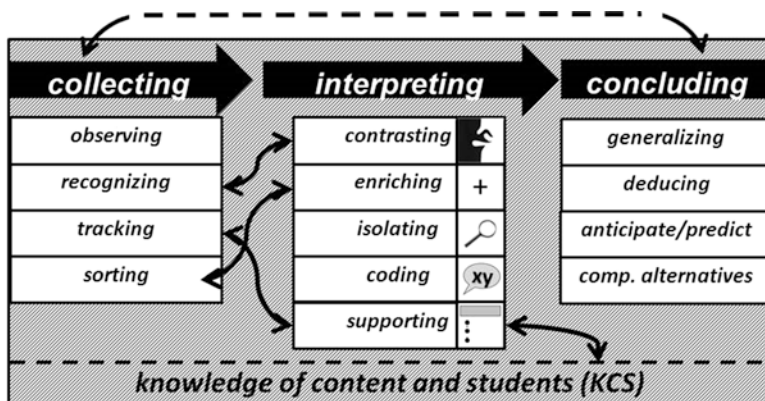 collecting
interpreting
concluding
observing
recognizing
tracking
sorting
contrasting
enriching
+
isolating
coding
xy
supporting
generalizing
deducing
anticipate/predict
comp. alternatives
knowledge of content and students (KCS)